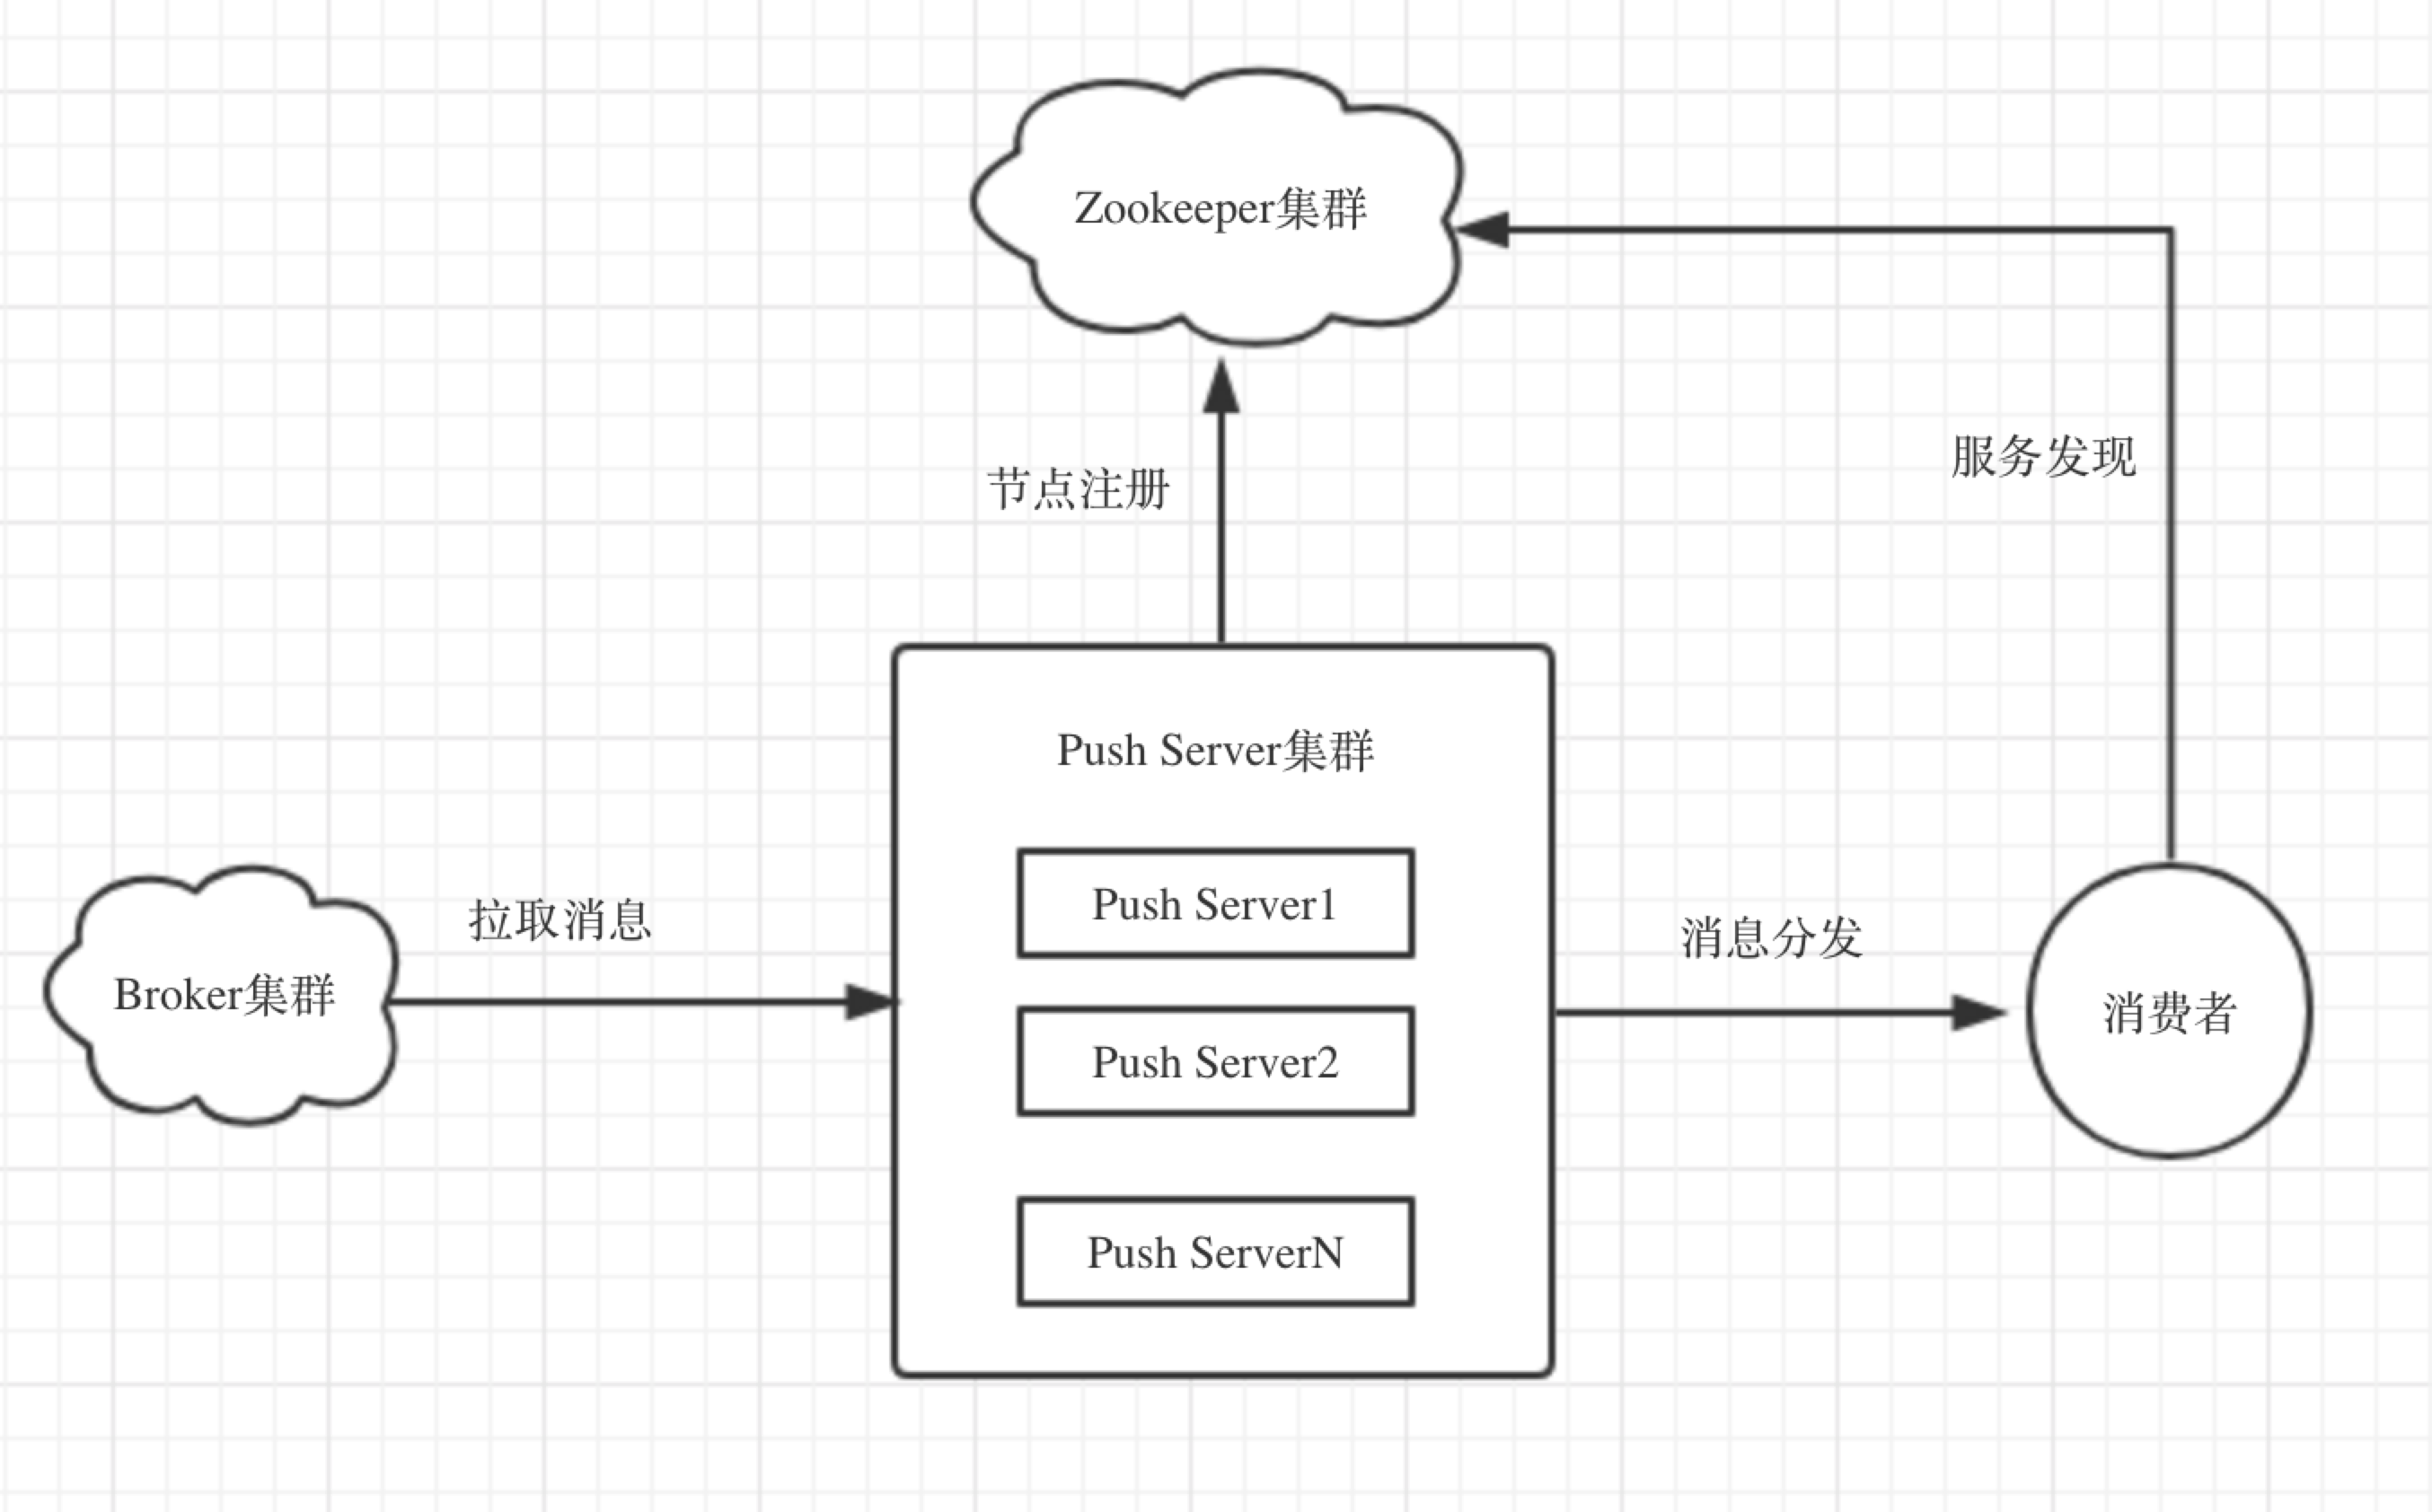 Zookeeper集群
服务发现
节点注册
Push Server集群
Push Server1
拉取消息
消息分发
Broker集群
消费者
Push Server2
Push ServerN